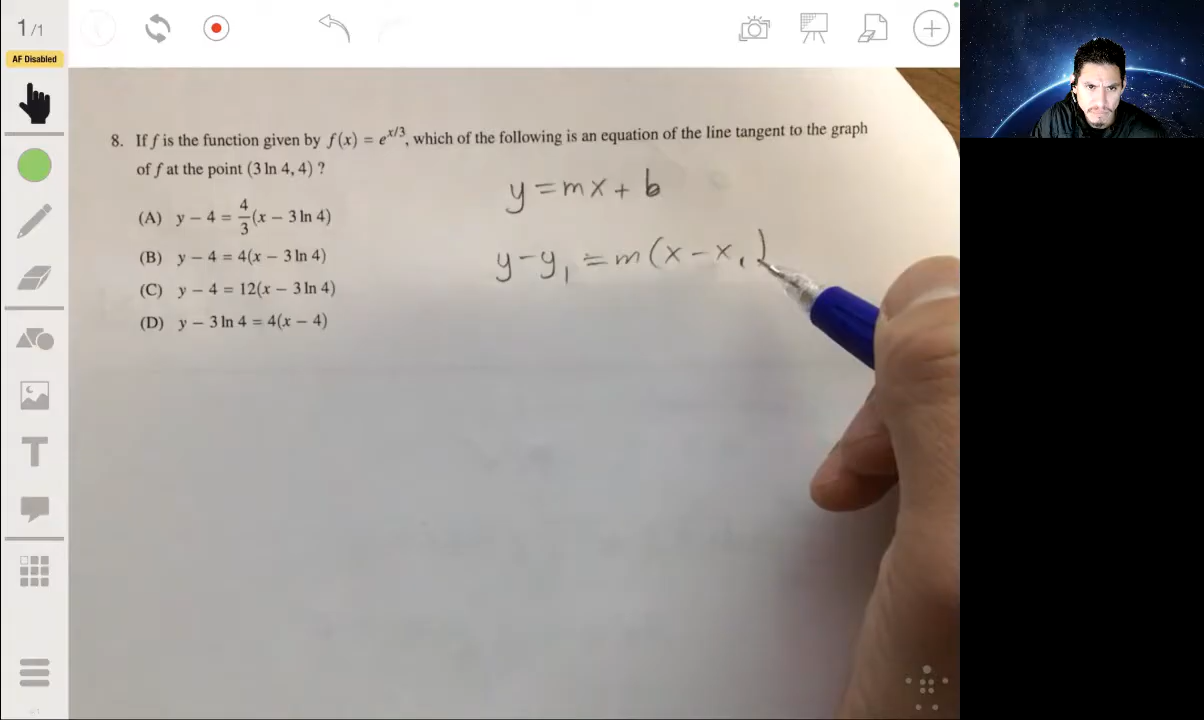 1/1
AF Disabled
8. If f is the function given by f(x) = e^{x/3}, which of the following is an equation of the line tangent to the graph
of f at the point (3 ln 4, 4) ?
(A) y − 4 = 4/3 (x − 3 ln 4)
(B) y − 4 = 4(x − 3 ln 4)
(C) y − 4 = 12(x − 3 ln 4)
(D) y − 3 ln 4 = 4(x − 4)
y = mx + b
y − y₁ = m(x − x₁)
T